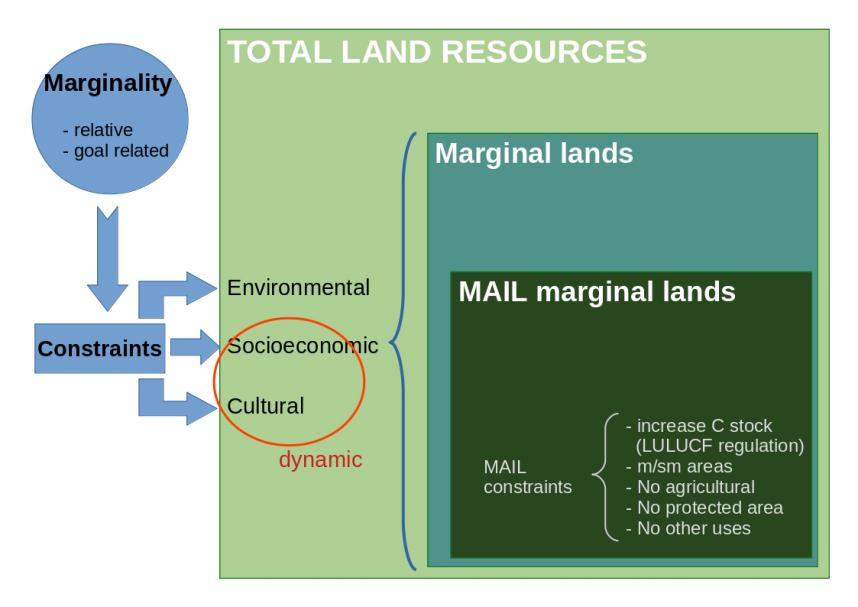 TOTAL LAND RESOURCES
Marginality
- relative
- goal related
Marginal lands
Environmental
MAIL marginal lands
Constraints
Socioeconomic
Cultural
dynamic
MAIL
constraints
- increase C stock
(LULUCF regulation)
- m/sm areas
- No agricultural
- No protected area
- No other uses